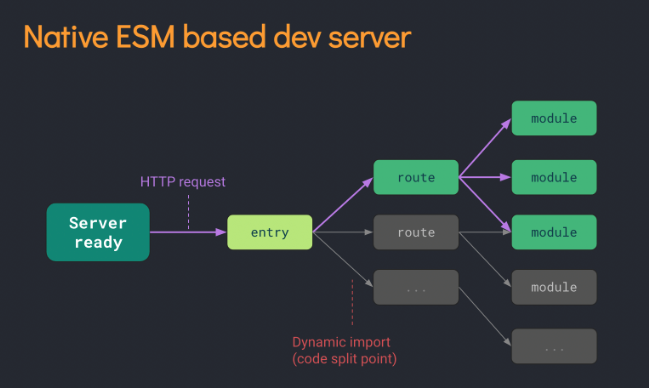 Native ESM based dev server
module
HTTP request
route
module
Server
ready
entry
route
module
...
module
Dynamic import
(code split point)
...